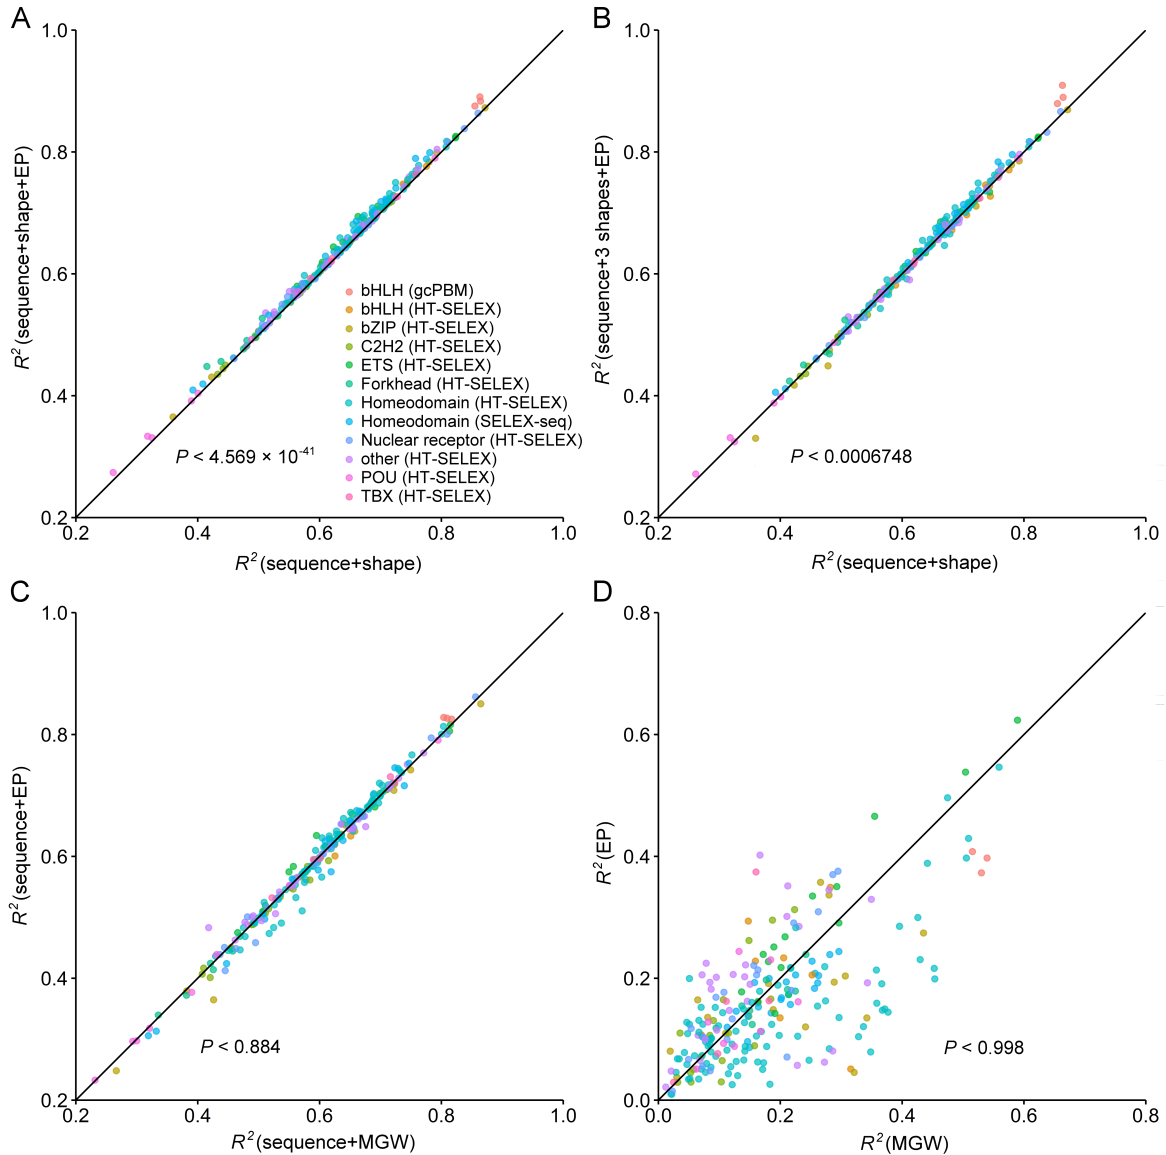 A
1.0
0.8
0.6
0.4
0.2
R²(sequence+shape+EP)
bHLH (gcPBM)
bHLH (HT-SELEX)
bZIP (HT-SELEX)
C2H2 (HT-SELEX)
ETS (HT-SELEX)
Forkhead (HT-SELEX)
Homeodomain (HT-SELEX)
Homeodomain (SELEX-seq)
Nuclear receptor (HT-SELEX)
other (HT-SELEX)
POU (HT-SELEX)
TBX (HT-SELEX)
P < 4.569 × 10⁻⁴¹
0.2 0.4 0.6 0.8 1.0
R²(sequence+shape)
B
1.0
0.8
0.6
0.4
0.2
R²(sequence+3 shapes+EP)
P < 0.0006748
0.2 0.4 0.6 0.8 1.0
R²(sequence+shape)
C
1.0
0.8
0.6
0.4
0.2
R²(sequence+EP)
P < 0.884
0.2 0.4 0.6 0.8 1.0
R²(sequence+MGW)
D
0.8
0.6
0.4
0.2
0.0
R²(EP)
P < 0.998
0.0 0.2 0.4 0.6 0.8
R²(MGW)